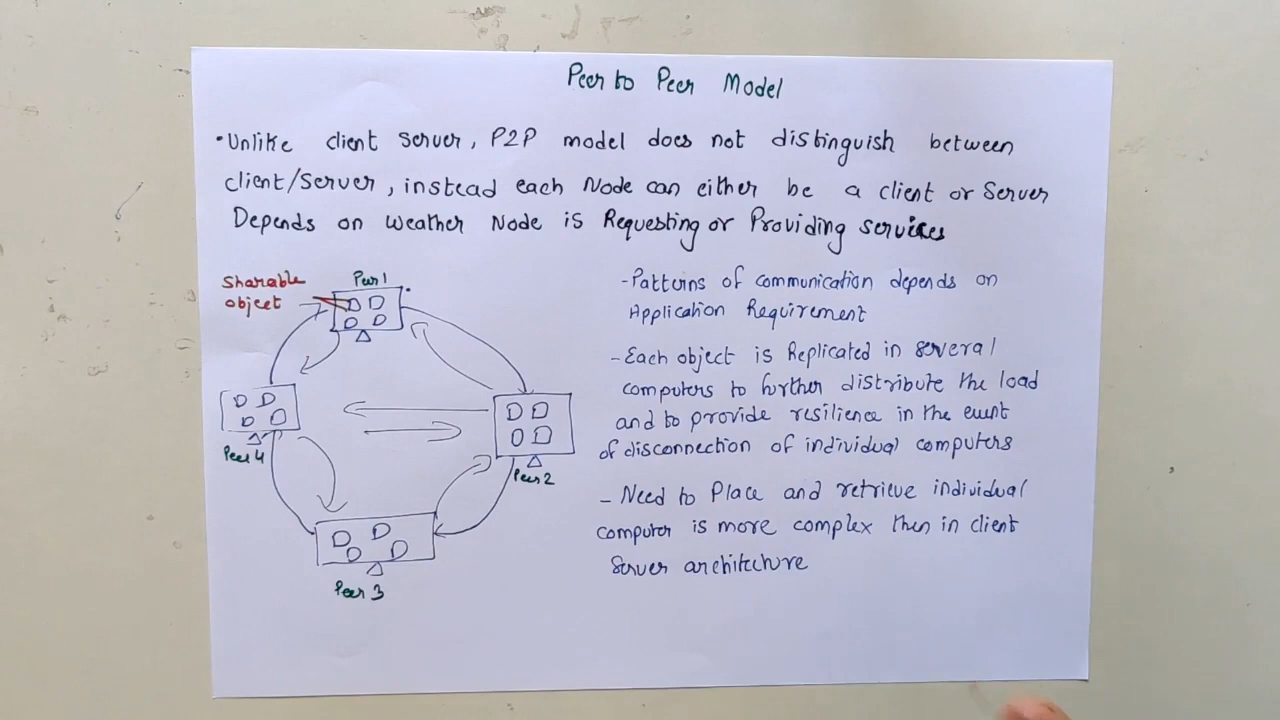 Peer to Peer Model
•Unlike client server, P2P model does not distinguish between
client/server, instead each Node can either be a client or Server
Depends on weather Node is Requesting or Providing services
Sharable
object
Peer 1
Peer 4
Peer 2
Peer 3
-Patterns of communication depends on
Application Requirement
-Each object is Replicated in several
computers to further distribute the load
and to provide resilience in the event
of disconnection of individual computers
- Need to Place and retrieve individual
computer is more complex then in client
Server architecture